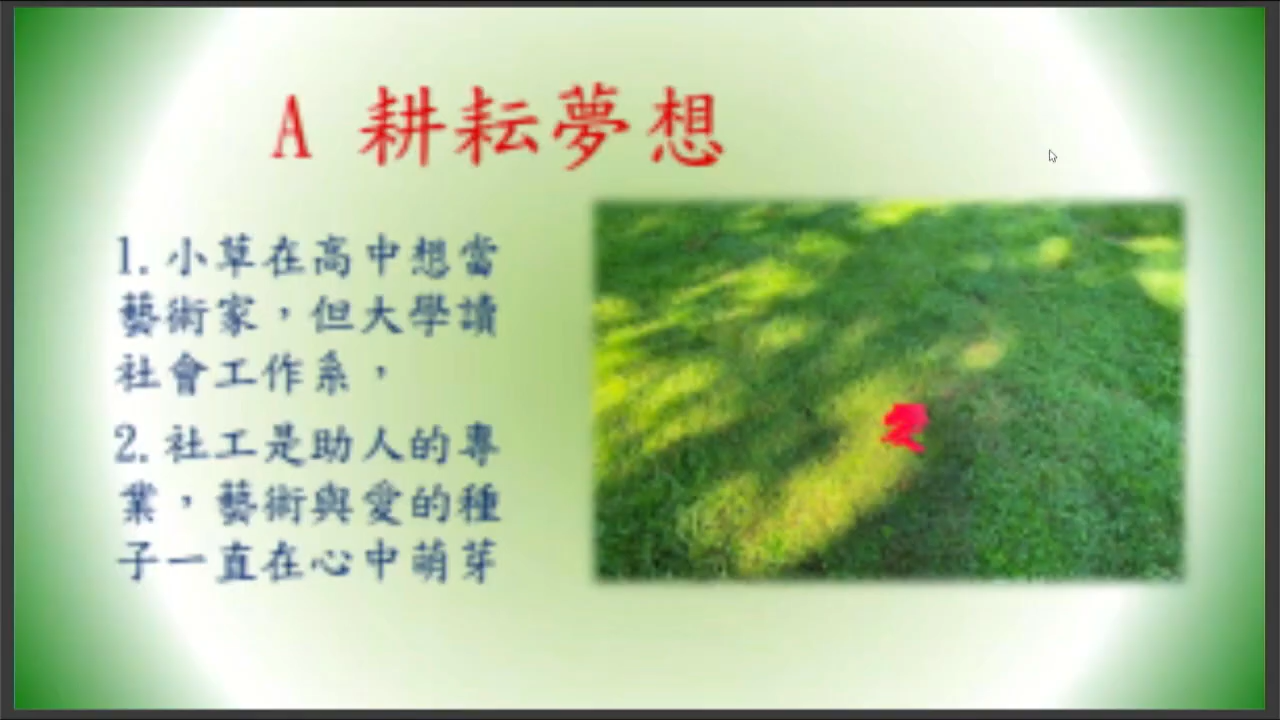 A 耕耘夢想
1. 小草在高中想當
藝術家，但大學讀
社會工作系，
2. 社工是助人的專
業，藝術與愛的種
子一直在心中萌芽